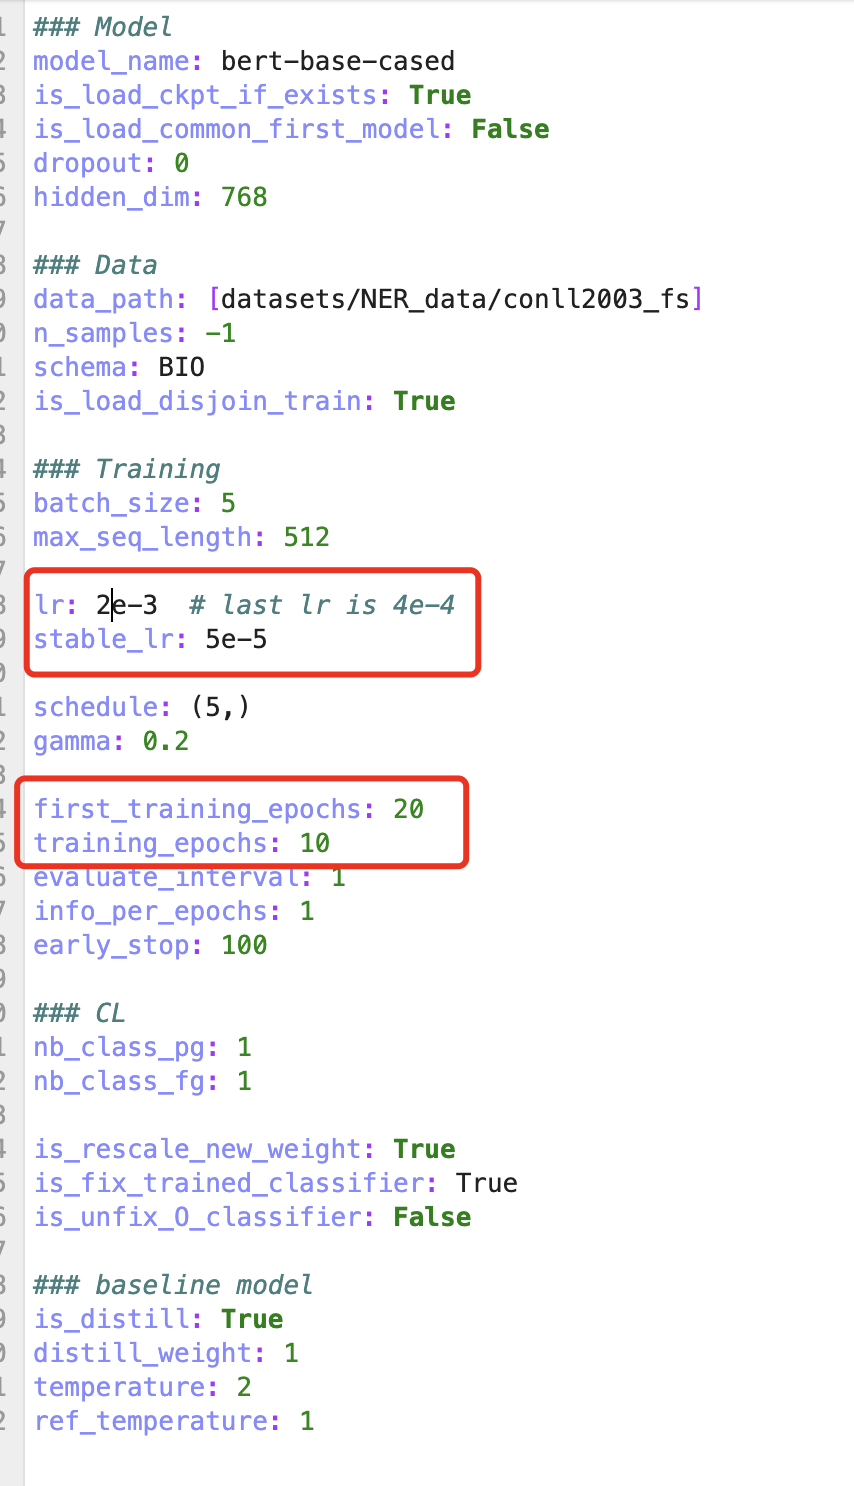 ### Model
model_name: bert-base-cased
is_load_ckpt_if_exists: True
is_load_common_first_model: False
dropout: 0
hidden_dim: 768
### Data
data_path: [datasets/NER_data/conll2003_fs]
n_samples: -1
schema: BIO
is_load_disjoin_train: True
### Training
batch_size: 5
max_seq_length: 512
lr: 2e-3  # last lr is 4e-4
stable_lr: 5e-5
schedule: (5,)
gamma: 0.2
first_training_epochs: 20
training_epochs: 10
evaluate_interval: 1
info_per_epochs: 1
early_stop: 100
### CL
nb_class_pg: 1
nb_class_fg: 1
is_rescale_new_weight: True
is_fix_trained_classifier: True
is_unfix_O_classifier: False
### baseline model
is_distill: True
distill_weight: 1
temperature: 2
ref_temperature: 1